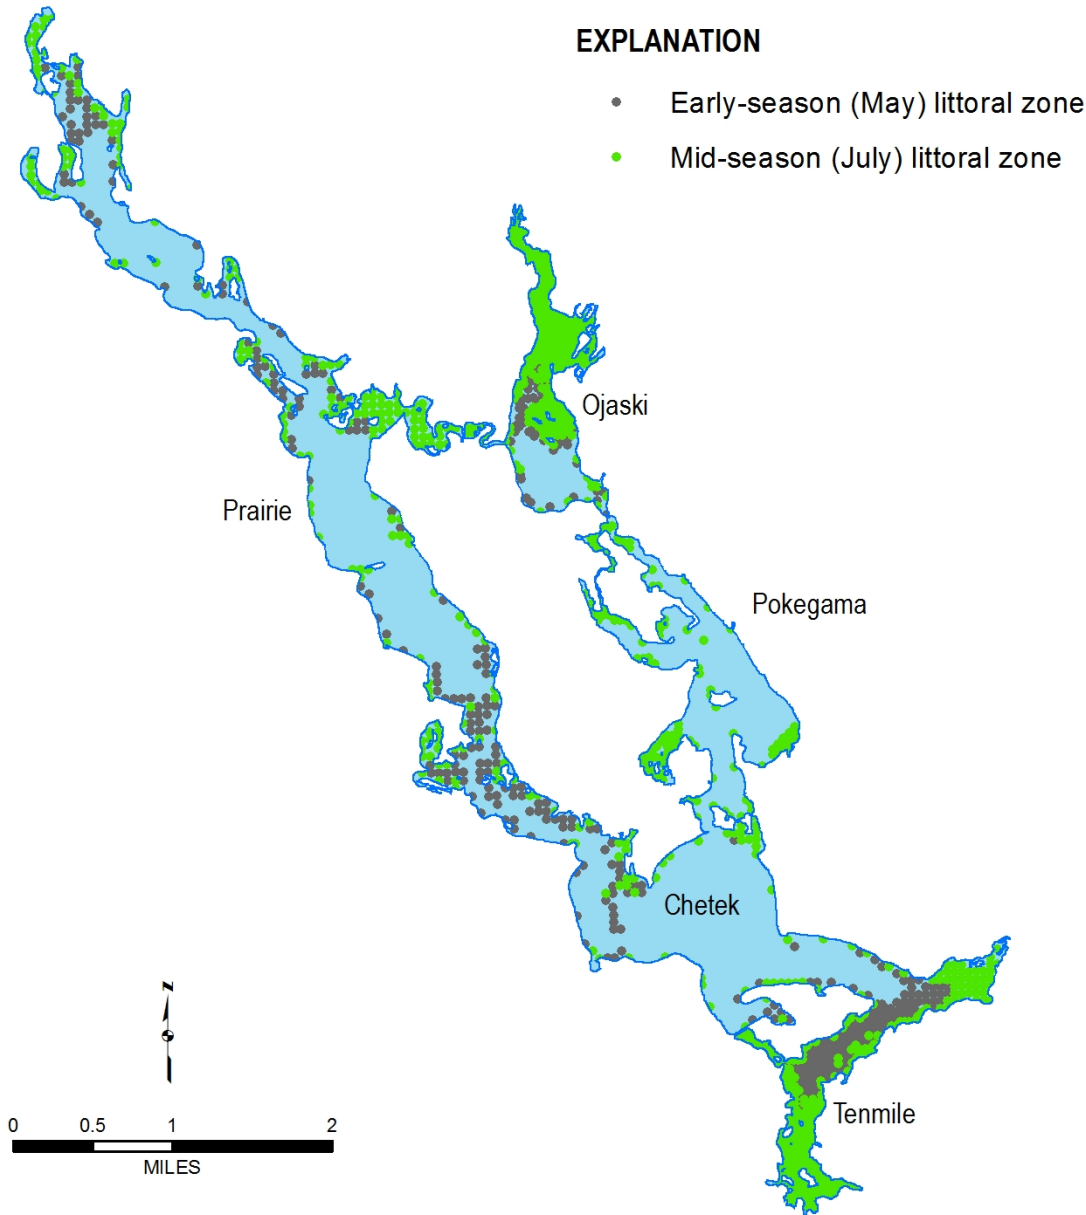 EXPLANATION
Early-season (May) littoral zone
Mid-season (July) littoral zone
Ojaski
Prairie
Pokegama
Chetek
Z
Tenmile
0 0.5 1 2
MILES